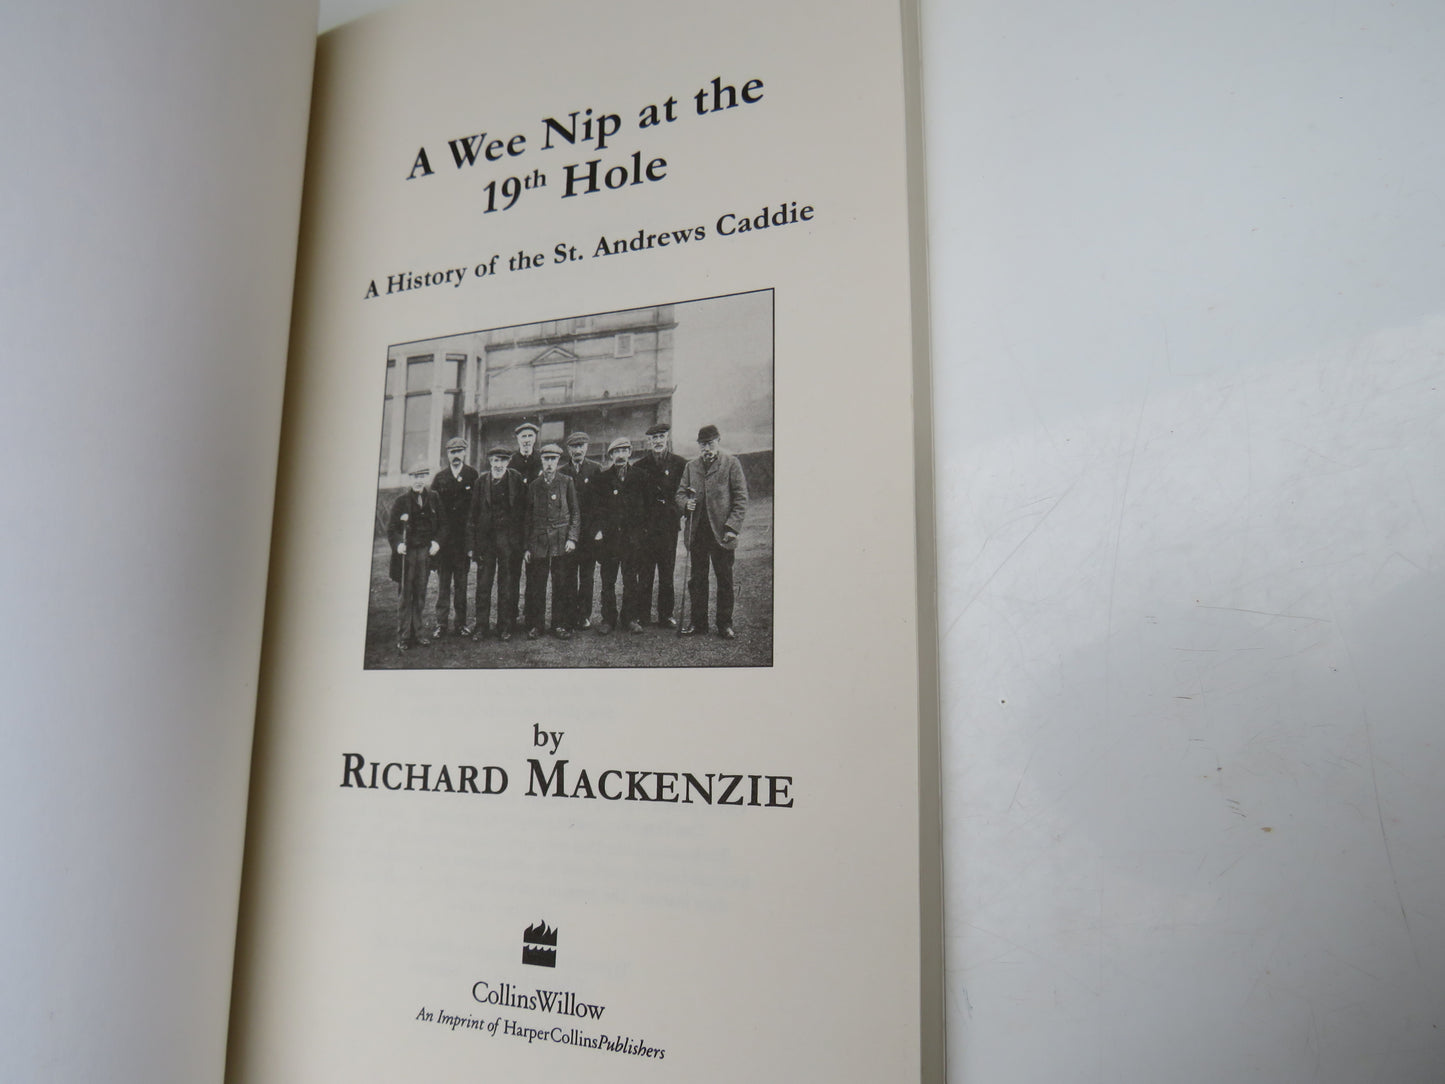 A Wee Nip at the
19th Hole
A History of the St. Andrews Caddie
by
RICHARD MACKENZIE
CollinsWillow
An Imprint of HarperCollinsPublishers